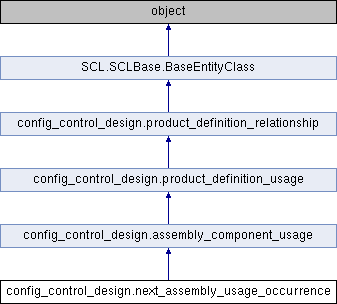 object
SCL.SCLBase.BaseEntityClass
config_control_design.product_definition_relationship
config_control_design.product_definition_usage
config_control_design.assembly_component_usage
config_control_design.next_assembly_usage_occurrence